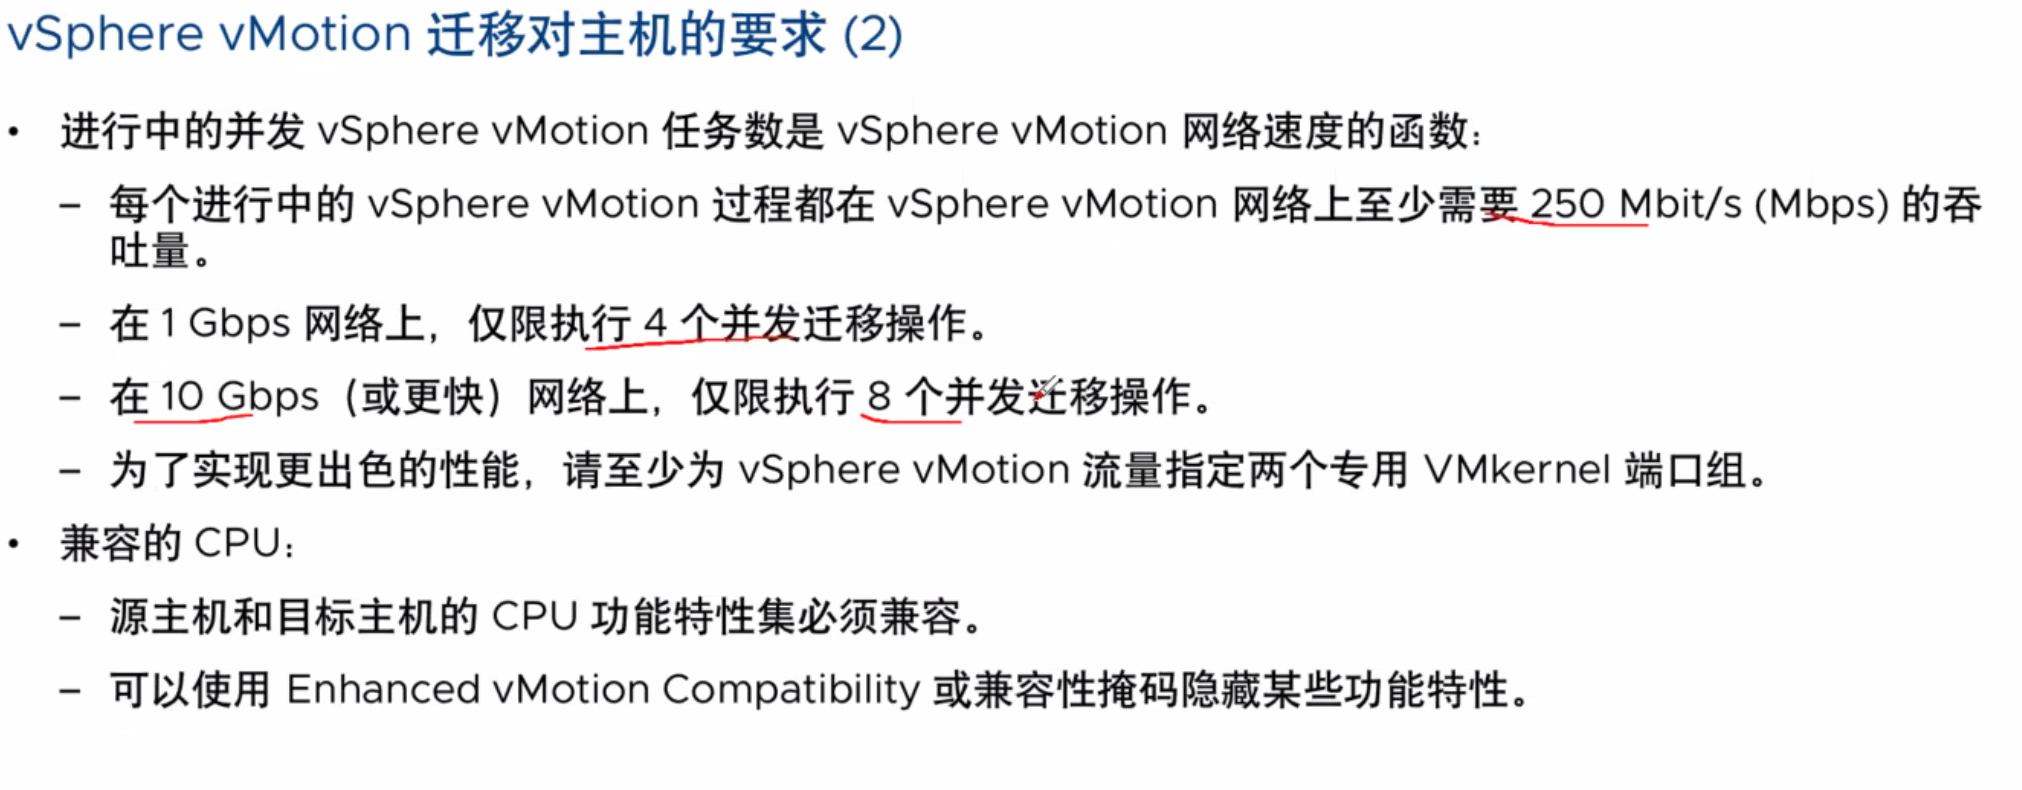 vSphere vMotion 迁移对主机的要求 (2)
• 进行中的并发 vSphere vMotion 任务数是 vSphere vMotion 网络速度的函数：
– 每个进行中的 vSphere vMotion 过程都在 vSphere vMotion 网络上至少需要 250 Mbit/s (Mbps) 的吞
吐量。
– 在 1 Gbps 网络上，仅限执行 4 个并发迁移操作。
– 在 10 Gbps（或更快）网络上，仅限执行 8 个并发迁移操作。
– 为了实现更出色的性能，请至少为 vSphere vMotion 流量指定两个专用 VMkernel 端口组。
• 兼容的 CPU：
– 源主机和目标主机的 CPU 功能特性集必须兼容。
– 可以使用 Enhanced vMotion Compatibility 或兼容性掩码隐藏某些功能特性。